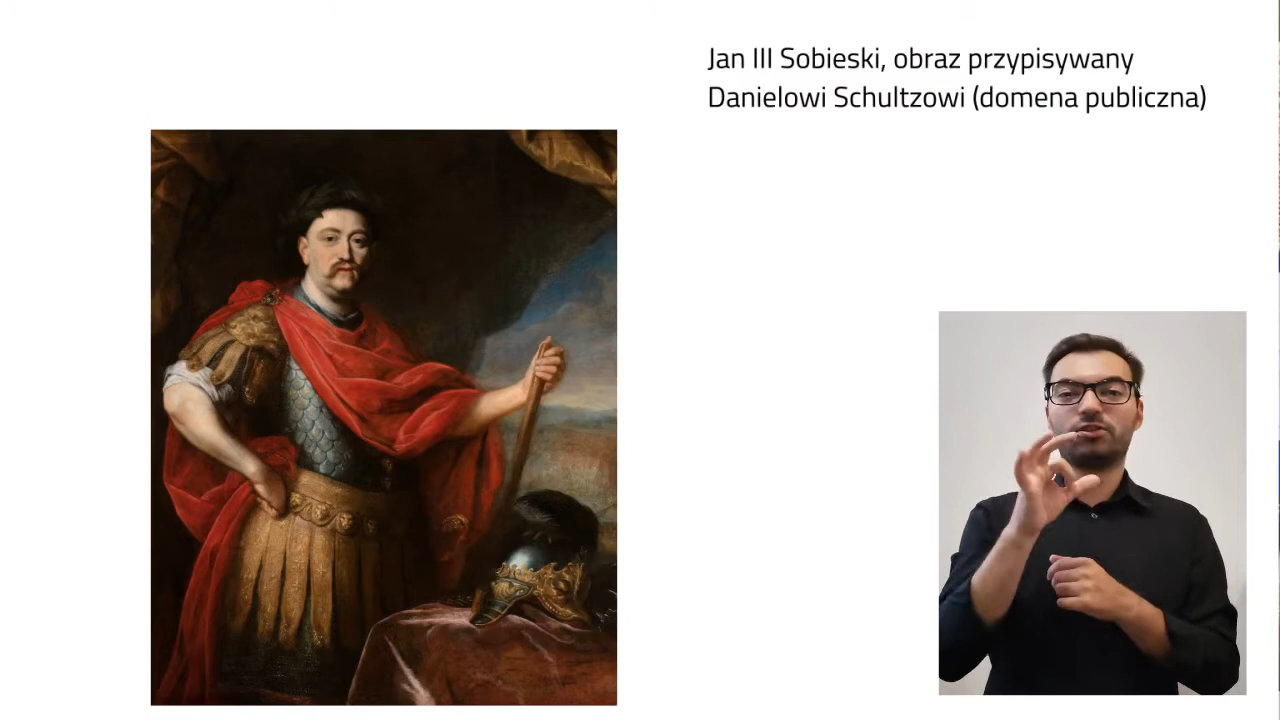 Jan III Sobieski, obraz przypisywany
Danielowi Schultzowi (domena publiczna)